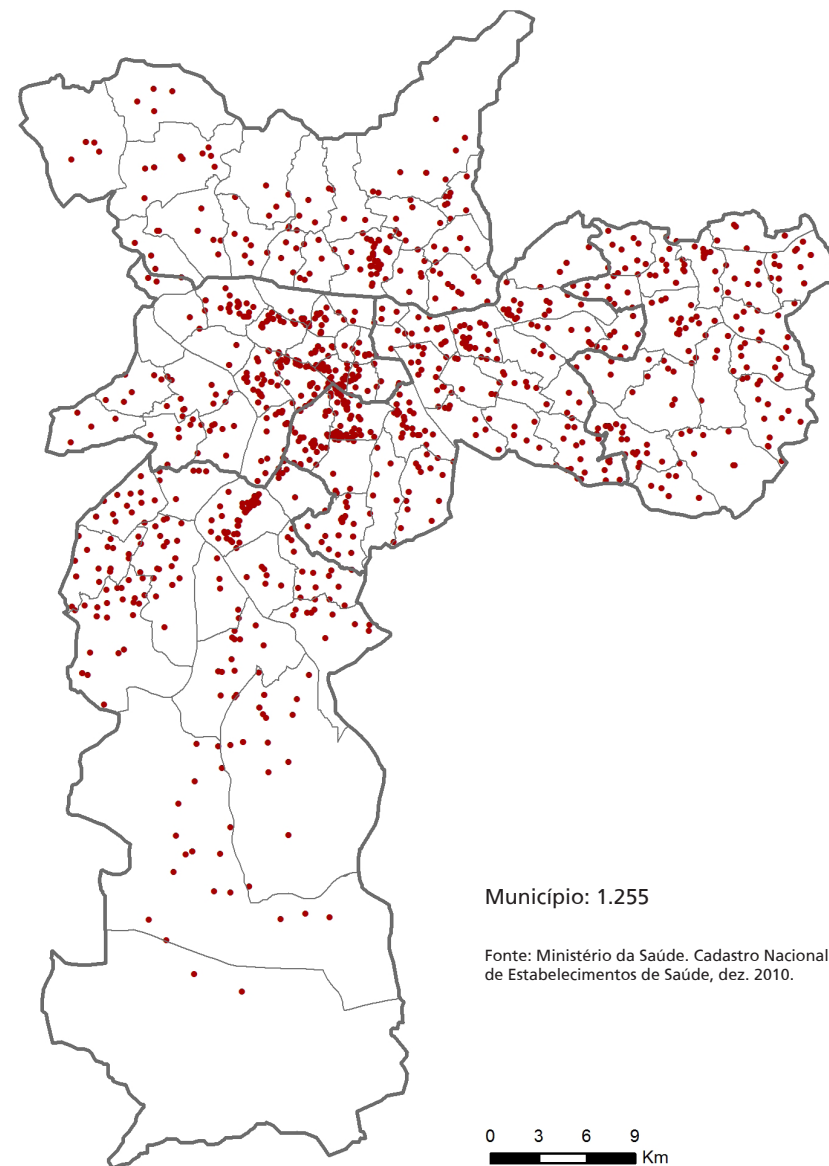 Município: 1.255
Fonte: Ministério da Saúde. Cadastro Nacional
de Estabelecimentos de Saúde, dez. 2010.
0 3 6 9
Km